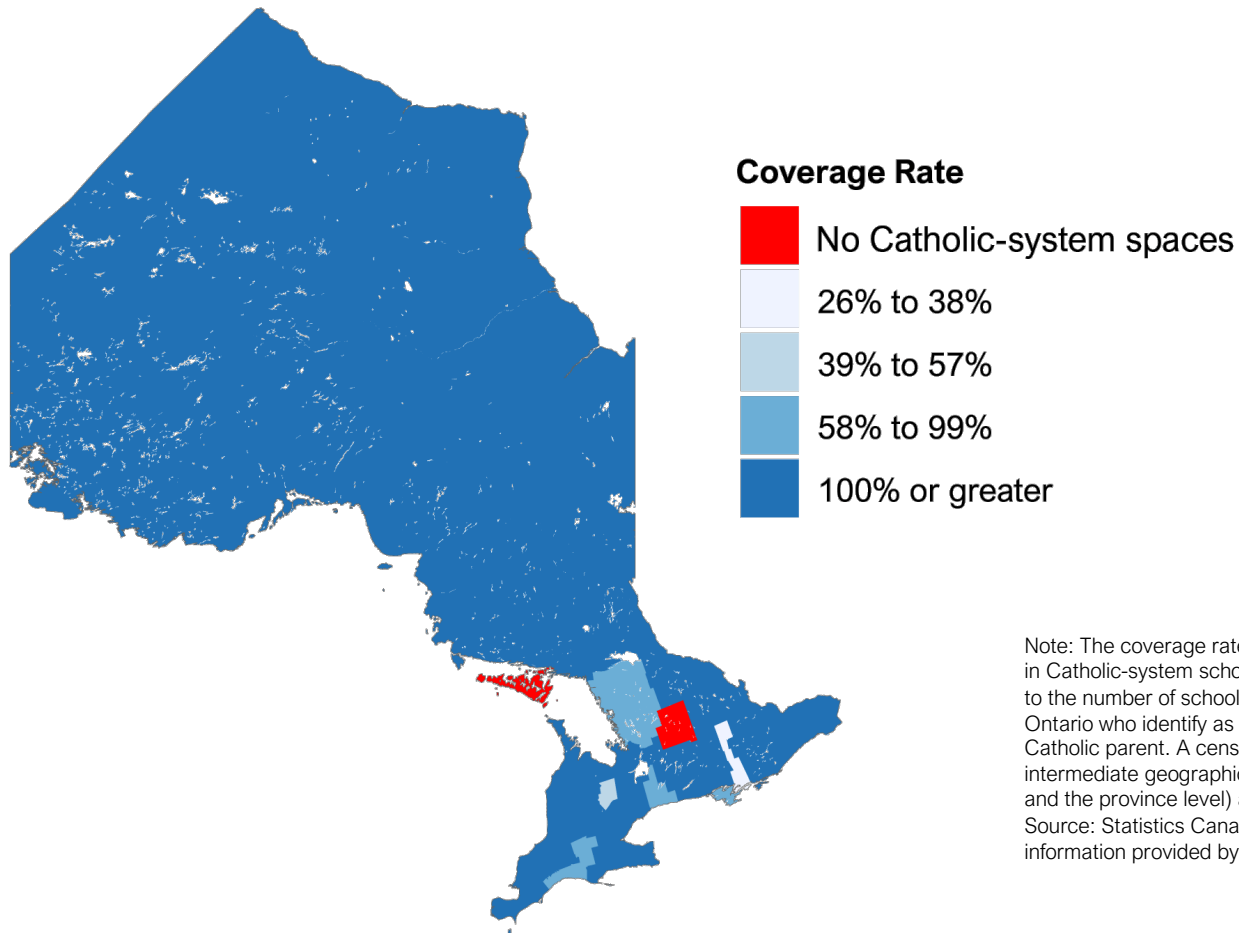 Coverage Rate
No Catholic-system spaces
26% to 38%
39% to 57%
58% to 99%
100% or greater
Note: The coverage rate
in Catholic-system scho
to the number of school
Ontario who identify as
Catholic parent. A cens
intermediate geographic
and the province level) a
Source: Statistics Cana
information provided by